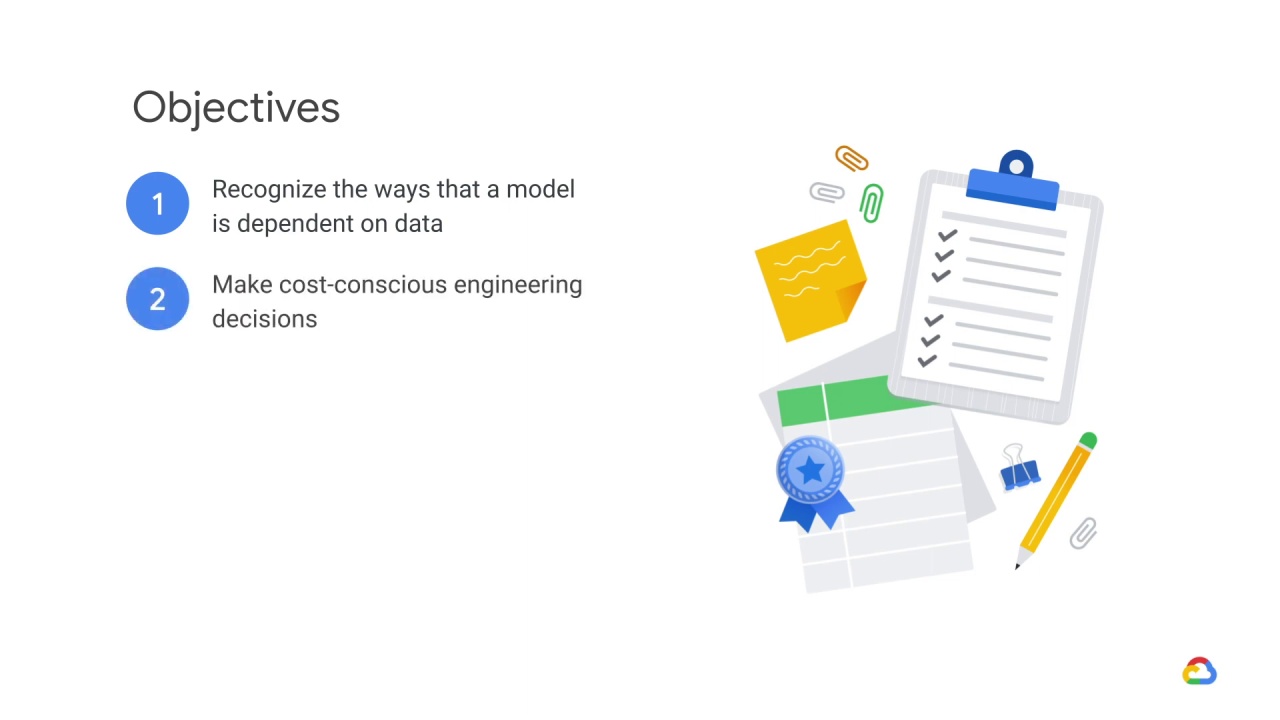 Objectives
1
Recognize the ways that a model
is dependent on data
2
Make cost-conscious engineering
decisions